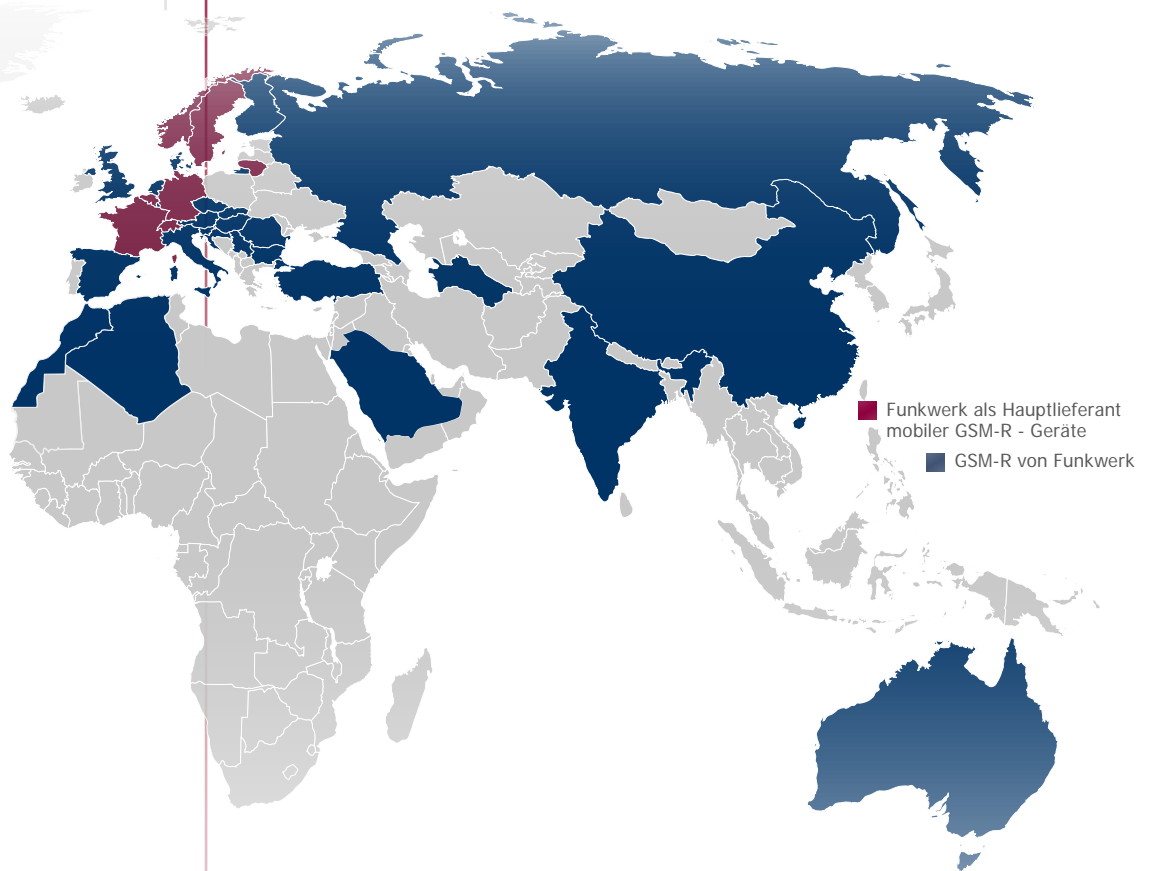 Funkwerk als Hauptlieferant
mobiler GSM-R - Geräte
GSM-R von Funkwerk